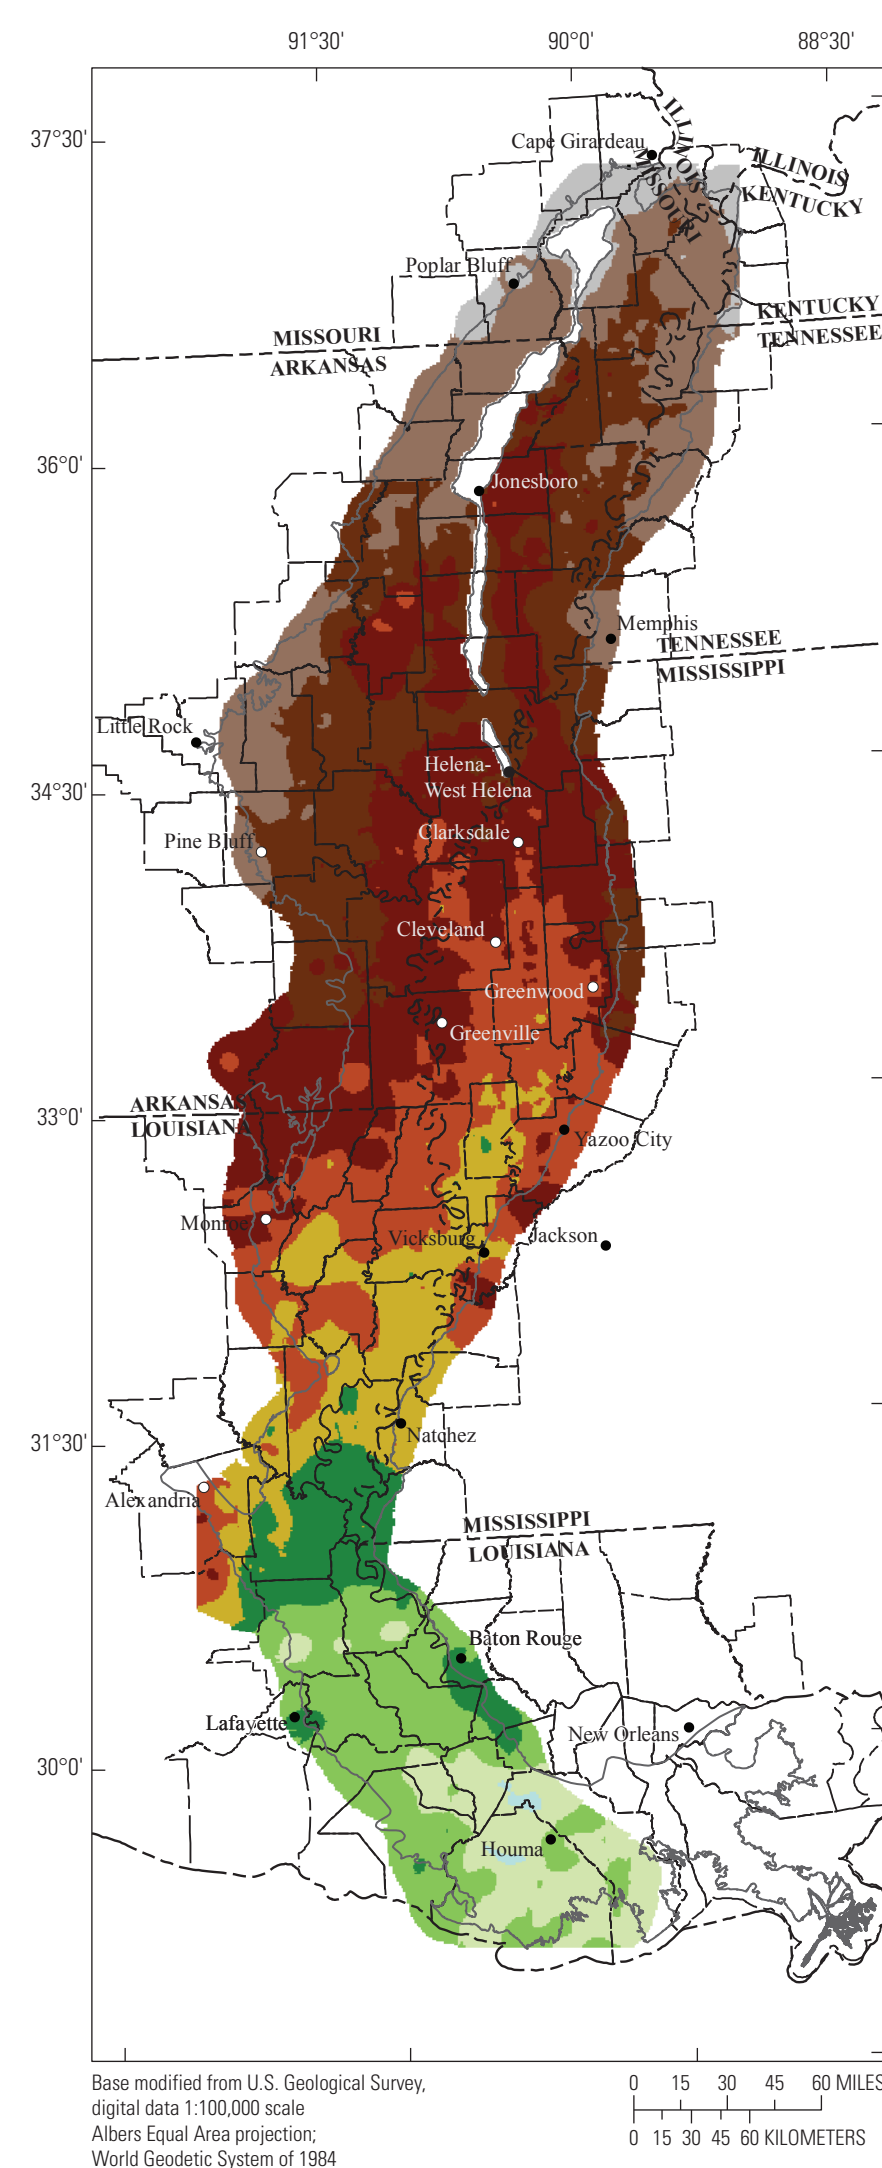 91°30'
90°0'
88°30'
37°30'
Cape Girardeau
ILLINOIS
MISSOURI
ILLINOIS
KENTUCKY
Poplar Bluff
KENTUCKY
TENNESSEE
MISSOURI
ARKANSAS
36°0'
Jonesboro
Memphis
TENNESSEE
MISSISSIPPI
Little Rock
Helena-
West Helena
34°30'
Clarksdale
Pine Bluff
Cleveland
Greenwood
Greenville
ARKANSAS
LOUISIANA
33°0'
Yazoo City
Monroe
Vicksburg
Jackson
Natchez
31°30'
Alexandria
MISSISSIPPI
LOUISIANA
Baton Rouge
Lafayette
New Orleans
30°0'
Houma
Base modified from U.S. Geological Survey,
digital data 1:100,000 scale
Albers Equal Area projection;
World Geodetic System of 1984
0 15 30 45 60 MILES
0 15 30 45 60 KILOMETERS